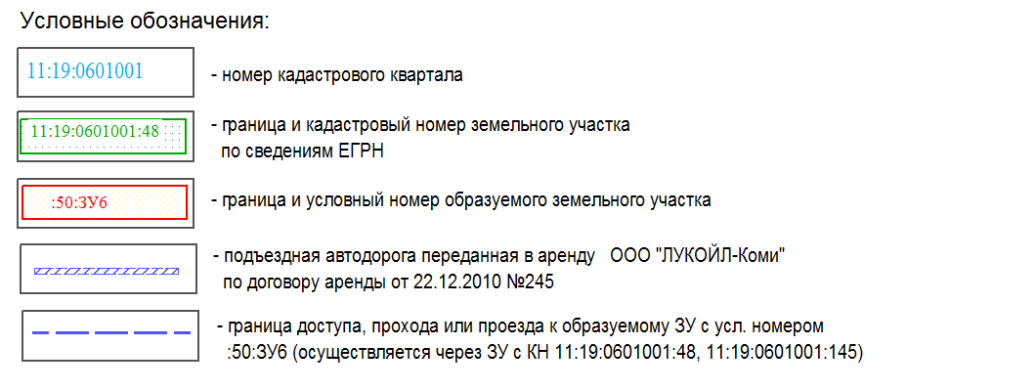 Условные обозначения:
11:19:0601001 - номер кадастрового квартала
11:19:0601001:48 - граница и кадастровый номер земельного участка
по сведениям ЕГРН
:50:ЗУ6 - граница и условный номер образуемого земельного участка
- подъездная автодорога переданная в аренду ООО "ЛУКОЙЛ-Коми"
по договору аренды от 22.12.2010 №245
- граница доступа, прохода или проезда к образуемому ЗУ с усл. номером
:50:ЗУ6 (осуществляется через ЗУ с КН 11:19:0601001:48, 11:19:0601001:145)